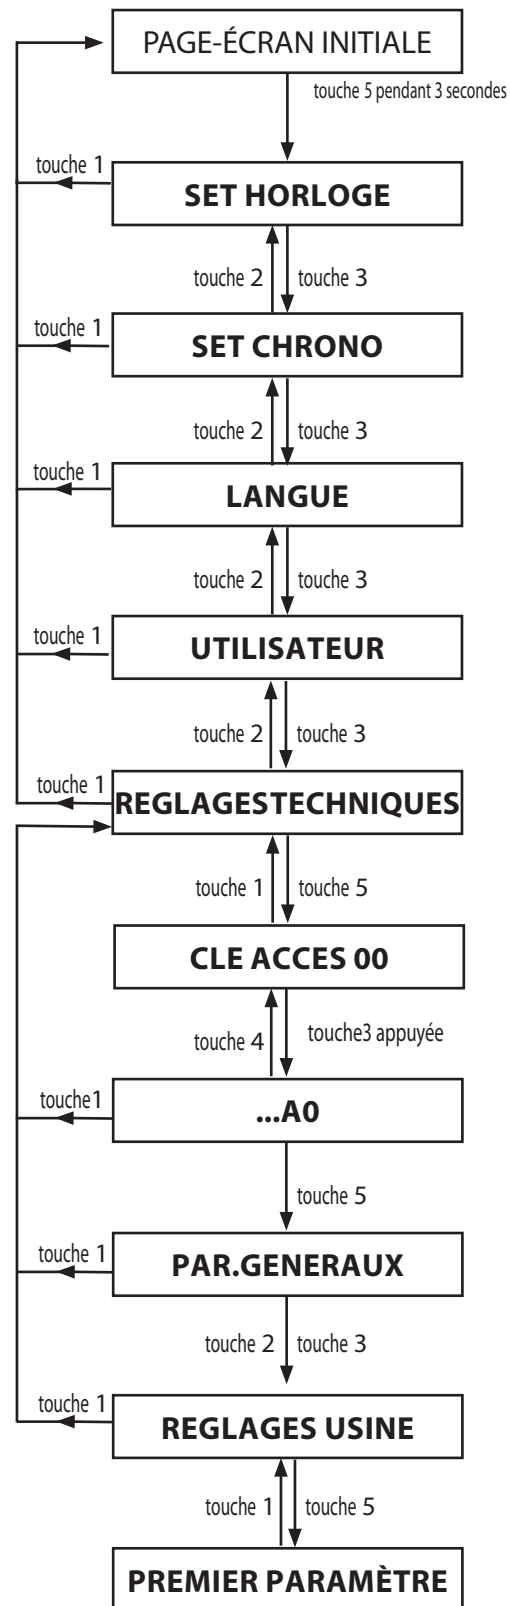 PAGE-ÉCRAN INITIALE
touche 5 pendant 3 secondes
touche 1
SET HORLOGE
touche 2 touche 3
touche 1
SET CHRONO
touche 2 touche 3
touche 1
LANGUE
touche 2 touche 3
touche 1
UTILISATEUR
touche 2 touche 3
touche 1
REGLAGESTECHNIQUES
touche 1 touche 5
CLE ACCES 00
touche 4 touche3 appuyée
touche1
...A0
touche 5
touche 1
PAR.GENERAUX
touche 2 touche 3
touche 1
REGLAGES USINE
touche 1 touche 5
PREMIER PARAMÈTRE